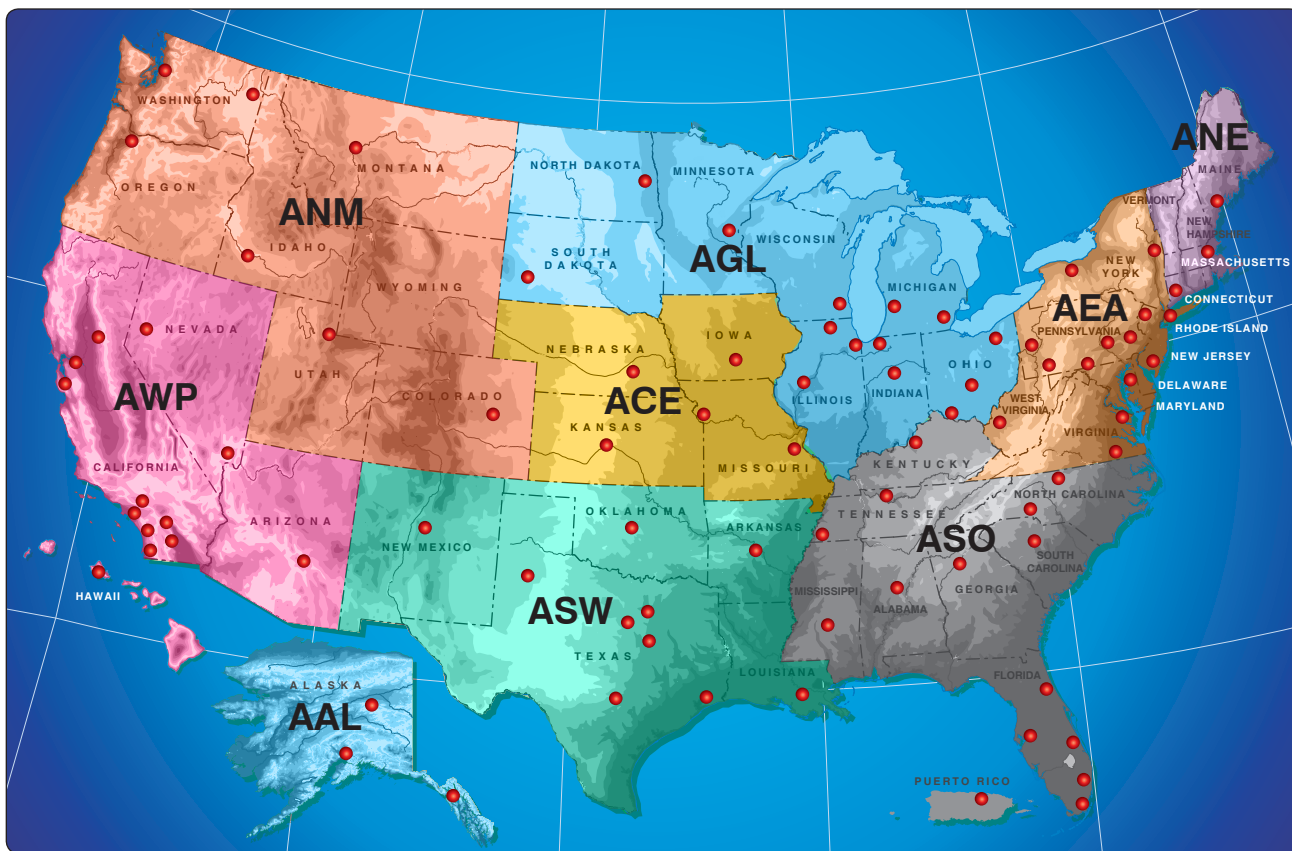 WASHINGTON
MONTANA
OREGON
ANM
IDAHO
WYOMING
NEVADA
UTAH
COLORADO
AWP
CALIFORNIA
ARIZONA
HAWAII
NORTH DAKOTA
MINNESOTA
SOUTH
DAKOTA
WISCONSIN
AGL
MICHIGAN
ILLINOIS
INDIANA
OHIO
NEBRASKA
IOWA
ACE
KANSAS
MISSOURI
ANE
MAINE
VERMONT
NEW
HAMPSHIRE
MASSACHUSETTS
CONNECTICUT
RHODE ISLAND
NEW
YORK
AEA
PENNSYLVANIA
NEW JERSEY
DELAWARE
MARYLAND
WEST
VIRGINIA
VIRGINIA
KENTUCKY
NORTH CAROLINA
TENNESSEE
ASO
SOUTH
CAROLINA
MISSISSIPPI
ALABAMA
GEORGIA
FLORIDA
PUERTO RICO
NEW MEXICO
OKLAHOMA
ARKANSAS
ASW
TEXAS
LOUISIANA
ALASKA
AAL